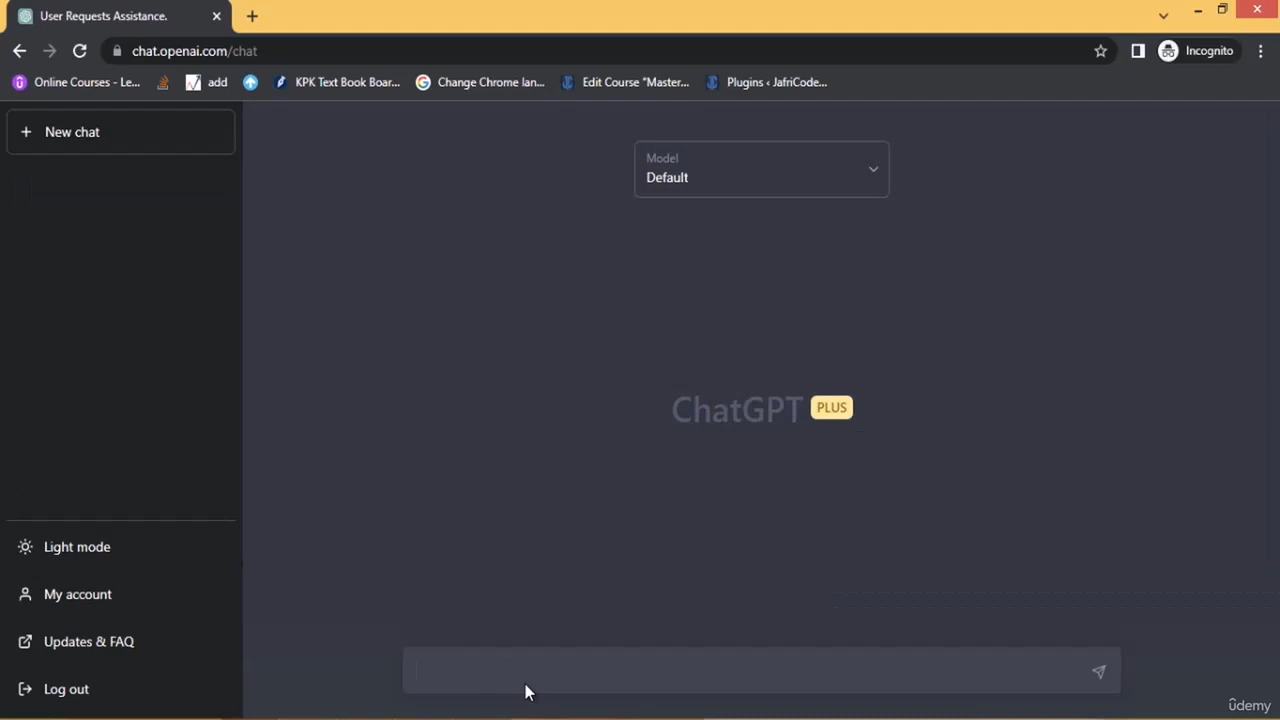 User Requests Assistance.
chat.openai.com/chat
Incognito
Online Courses - Le...
add
KPK Text Book Boar...
Change Chrome lan...
Edit Course "Master...
Plugins ‹ JafriCode...
New chat
Model
Default
ChatGPT PLUS
Light mode
My account
Updates & FAQ
Log out
ûdemy